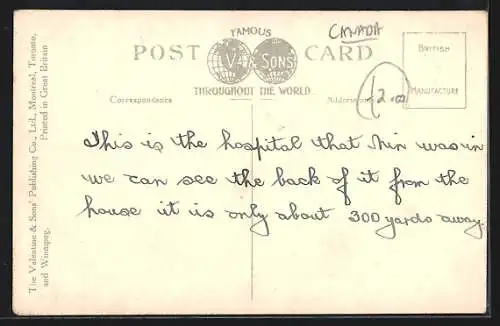 FAMOUS
CANADA
POST CARD
V. & SONS
THROUGHOUT THE WORLD
Correspondence
Address
BRITISH
MANUFACTURE
12.00
This is the hospital that was in
we can see the back of it from the
house it is only about 300 yards away.
The Valentine & Sons' Publishing Co., Ltd., Montreal, Toronto,
and Winnipeg.
Printed in Great Britain